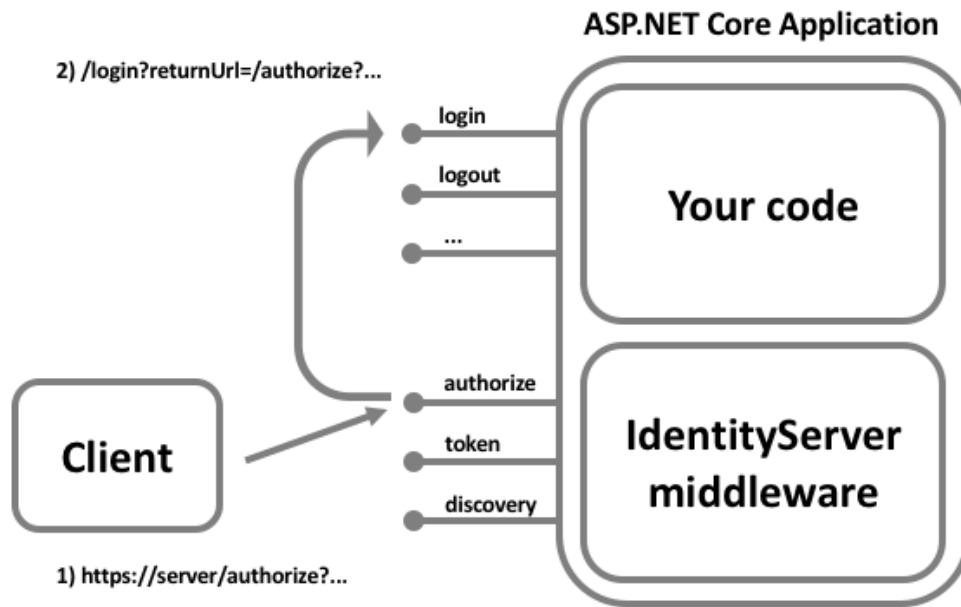 ASP.NET Core Application
2) /login?returnUrl=/authorize?...
login
logout
...
Your code
authorize
token
discovery
IdentityServer
middleware
Client
1) https://server/authorize?...